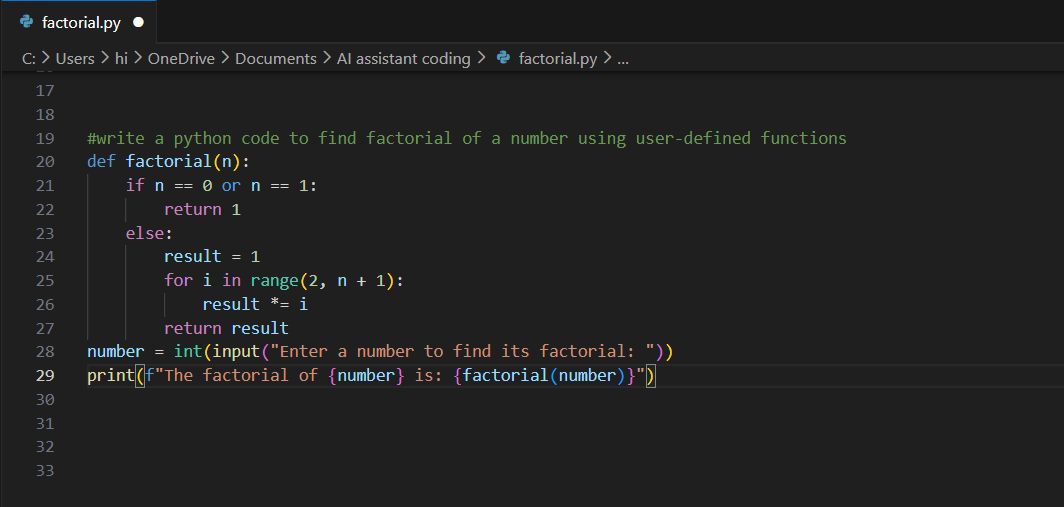 factorial.py
C: > Users > hi > OneDrive > Documents > AI assistant coding > factorial.py > ...
17
18
19 #write a python code to find factorial of a number using user-defined functions
20 def factorial(n):
21     if n == 0 or n == 1:
22         return 1
23     else:
24         result = 1
25         for i in range(2, n + 1):
26             result *= i
27         return result
28 number = int(input("Enter a number to find its factorial: "))
29 print(f"The factorial of {number} is: {factorial(number)}")
30
31
32
33